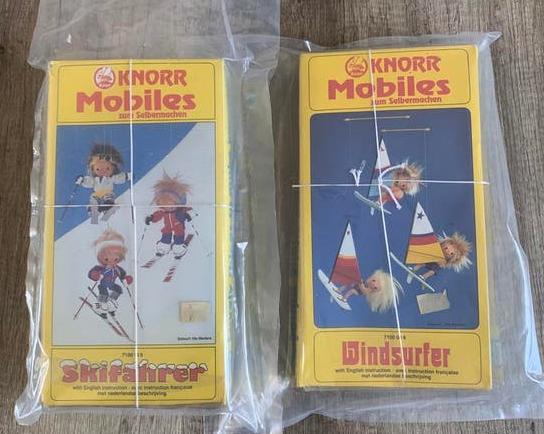 KNORR
Mobiles
zum Selbermachen
Skifahrer
with English instruction - avec instruction française
met nederlandse beschrijving
KNORR
Mobiles
zum Selbermachen
Windsurfer
with English instruction - avec instruction française
met nederlandse beschrijving